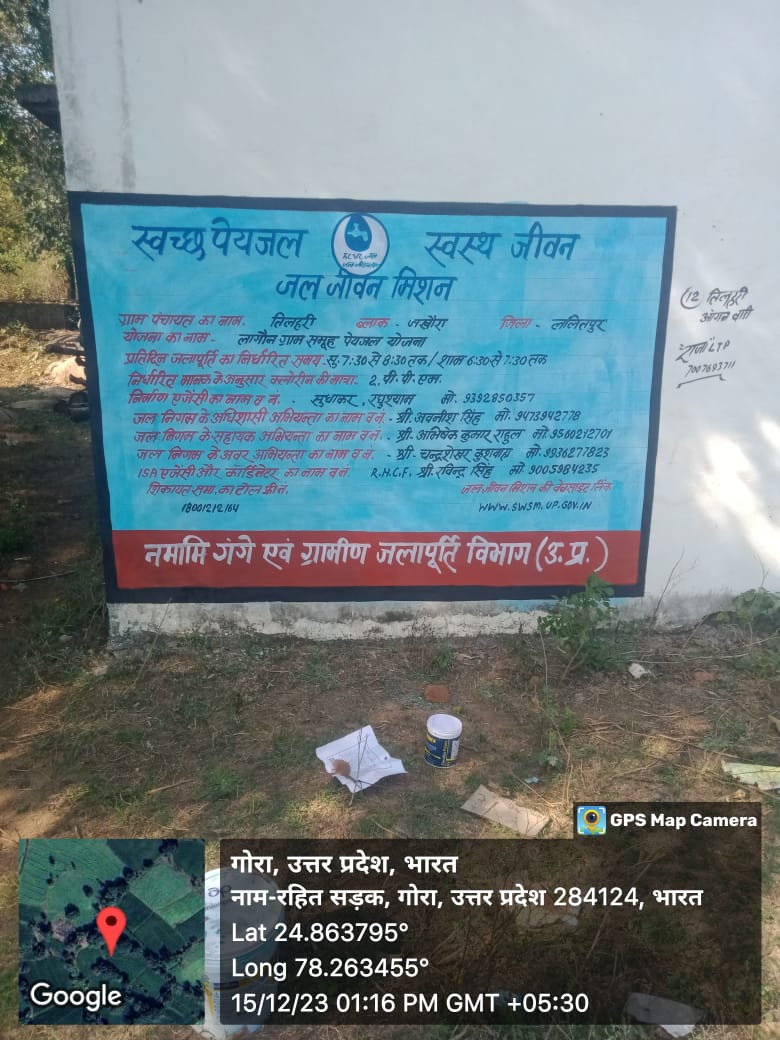 स्वच्छ पेयजल स्वस्थ जीवन
जल जीवन मिशन
ग्राम पंचायत का नाम. तिलहरी ब्लाक - जखौरा जिला - ललितपुर
योजना का नाम - लागौन ग्राम समूह पेयजल योजना
प्रतिदिन जलापूर्ति का निर्धारित समय - सु. 7:30 से 8:30 तक / शाम 6:30 से 7:30 तक
निर्धारित मानक के अनुसार क्लोरीन की मात्रा. 2. पी. पी. एम.
निर्माण एजेंसी का नाम व नं. - सुधाकर, रघुश्याम मो. 9392850357
जल निगम के अधिशासी अभियन्ता का नाम व नं. - श्री. अवनीश सिंह मो. 9473942778
जल निगम के सहायक अभियन्ता का नाम व नं. - श्री. अभिषेक कुमार राहुल मो. 9560212701
जल निगम के अवर अभियन्ता का नाम व नं. - श्री- चन्द्रशेखर कुशवाहा मो. 9936277823
ISA एजेंसी और कार्डिनेटर का नाम व नं. R.H.C.F. श्री. रविन्द्र सिंह मो 9005984235
शिकायत समा. का टोल फ्री नं. जल जीवन मिशन की वेबसाइट लिंक
18001212164 WWW.SWSM.UP.GOV.IN
नमामि गंगे एवं ग्रामीण जलापूर्ति विभाग (उ. प्र.)
(12) तिलहरी
आंगन वाडी
राजा LTP
7007693711
GPS Map Camera
गोरा, उत्तर प्रदेश, भारत
नाम-रहित सड़क, गोरा, उत्तर प्रदेश 284124, भारत
Lat 24.863795°
Long 78.263455°
15/12/23 01:16 PM GMT +05:30
Google